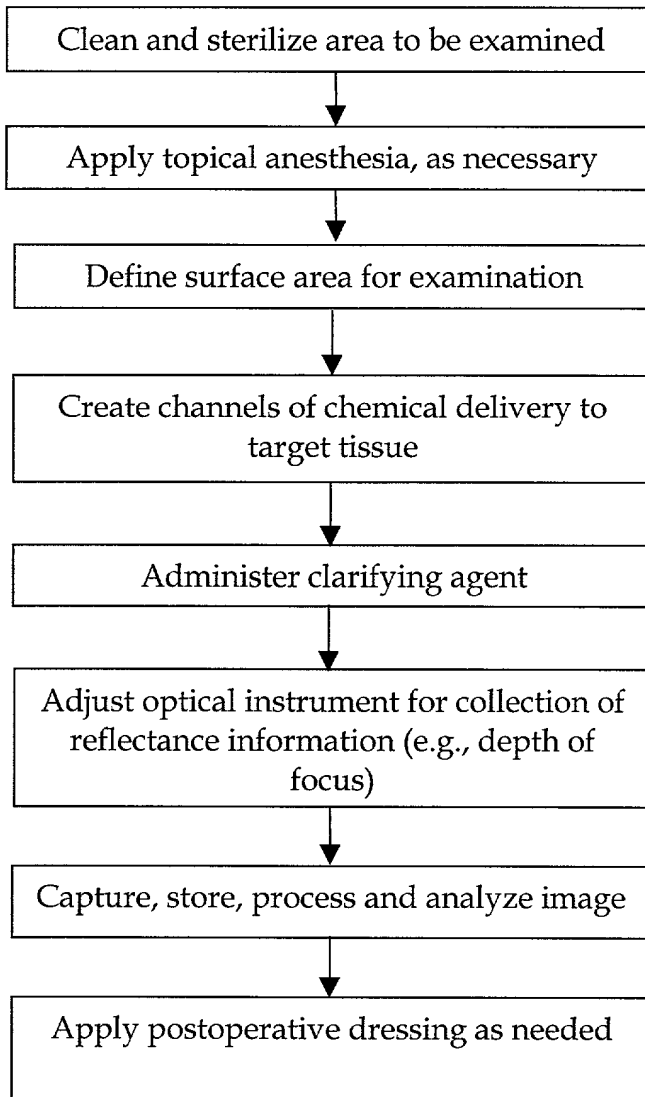 Clean and sterilize area to be examined
Apply topical anesthesia, as necessary
Define surface area for examination
Create channels of chemical delivery to
target tissue
Administer clarifying agent
Adjust optical instrument for collection of
reflectance information (e.g., depth of
focus)
Capture, store, process and analyze image
Apply postoperative dressing as needed